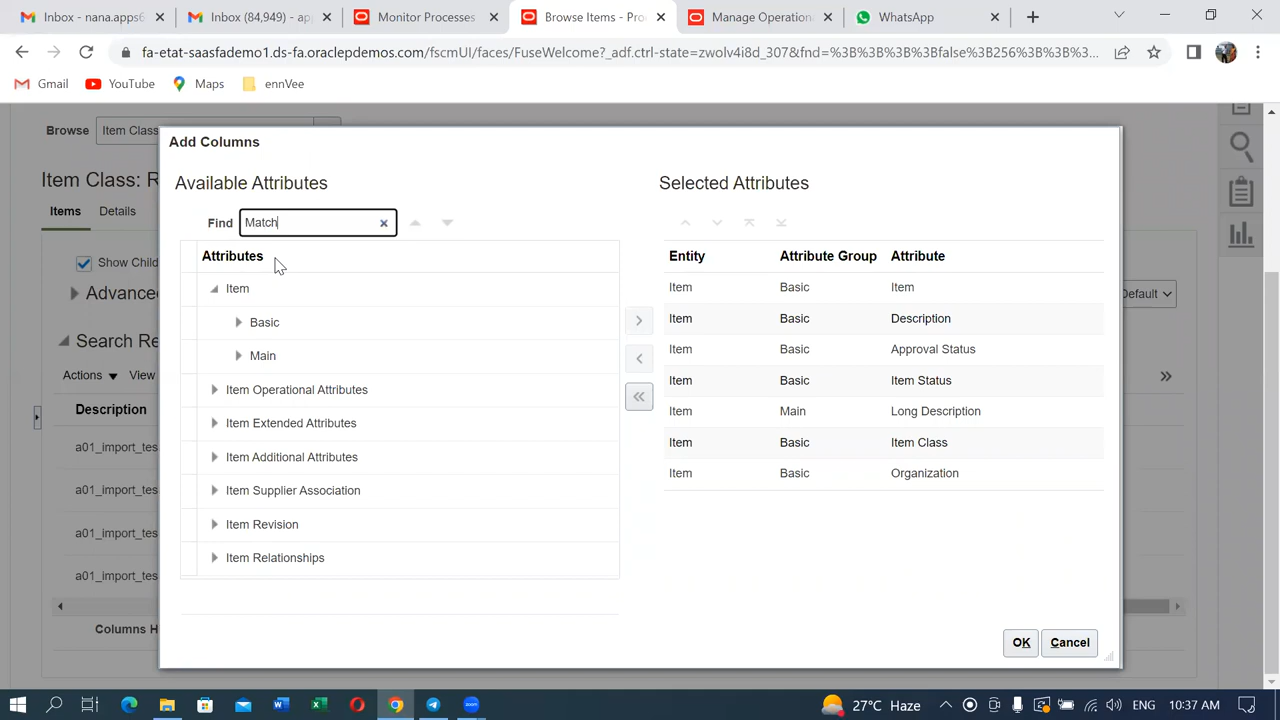 Inbox - nana.apps6
Inbox (84,949) - app
Monitor Processes
Browse Items - Pro
Manage Operation
WhatsApp
fa-etat-saasfademo1.ds-fa.oraclepdemos.com/fscmUI/faces/FuseWelcome?_adf.ctrl-state=zwolv4i8d_307&fnd=%3B%3B%3B%3Bfalse%3B256%3B%3B%3...
Gmail YouTube Maps ennVee
Browse Item Class
Add Columns
Item Class: R
Available Attributes
Selected Attributes
Items Details
Find Match
Attributes
Entity Attribute Group Attribute
Show Child
Item
Item Basic Item
Advance
Default
Basic
Item Basic Description
Search Re
Main
Item Basic Approval Status
Actions View
Item Operational Attributes
Item Basic Item Status
Description
Item Extended Attributes
Item Main Long Description
a01_import_tes
Item Additional Attributes
Item Basic Item Class
a01_import_tes
Item Supplier Association
Item Basic Organization
a01_import_tes
Item Revision
a01_import_tes
Item Relationships
Columns H
OK Cancel
27°C Haze
ENG
10:37 AM